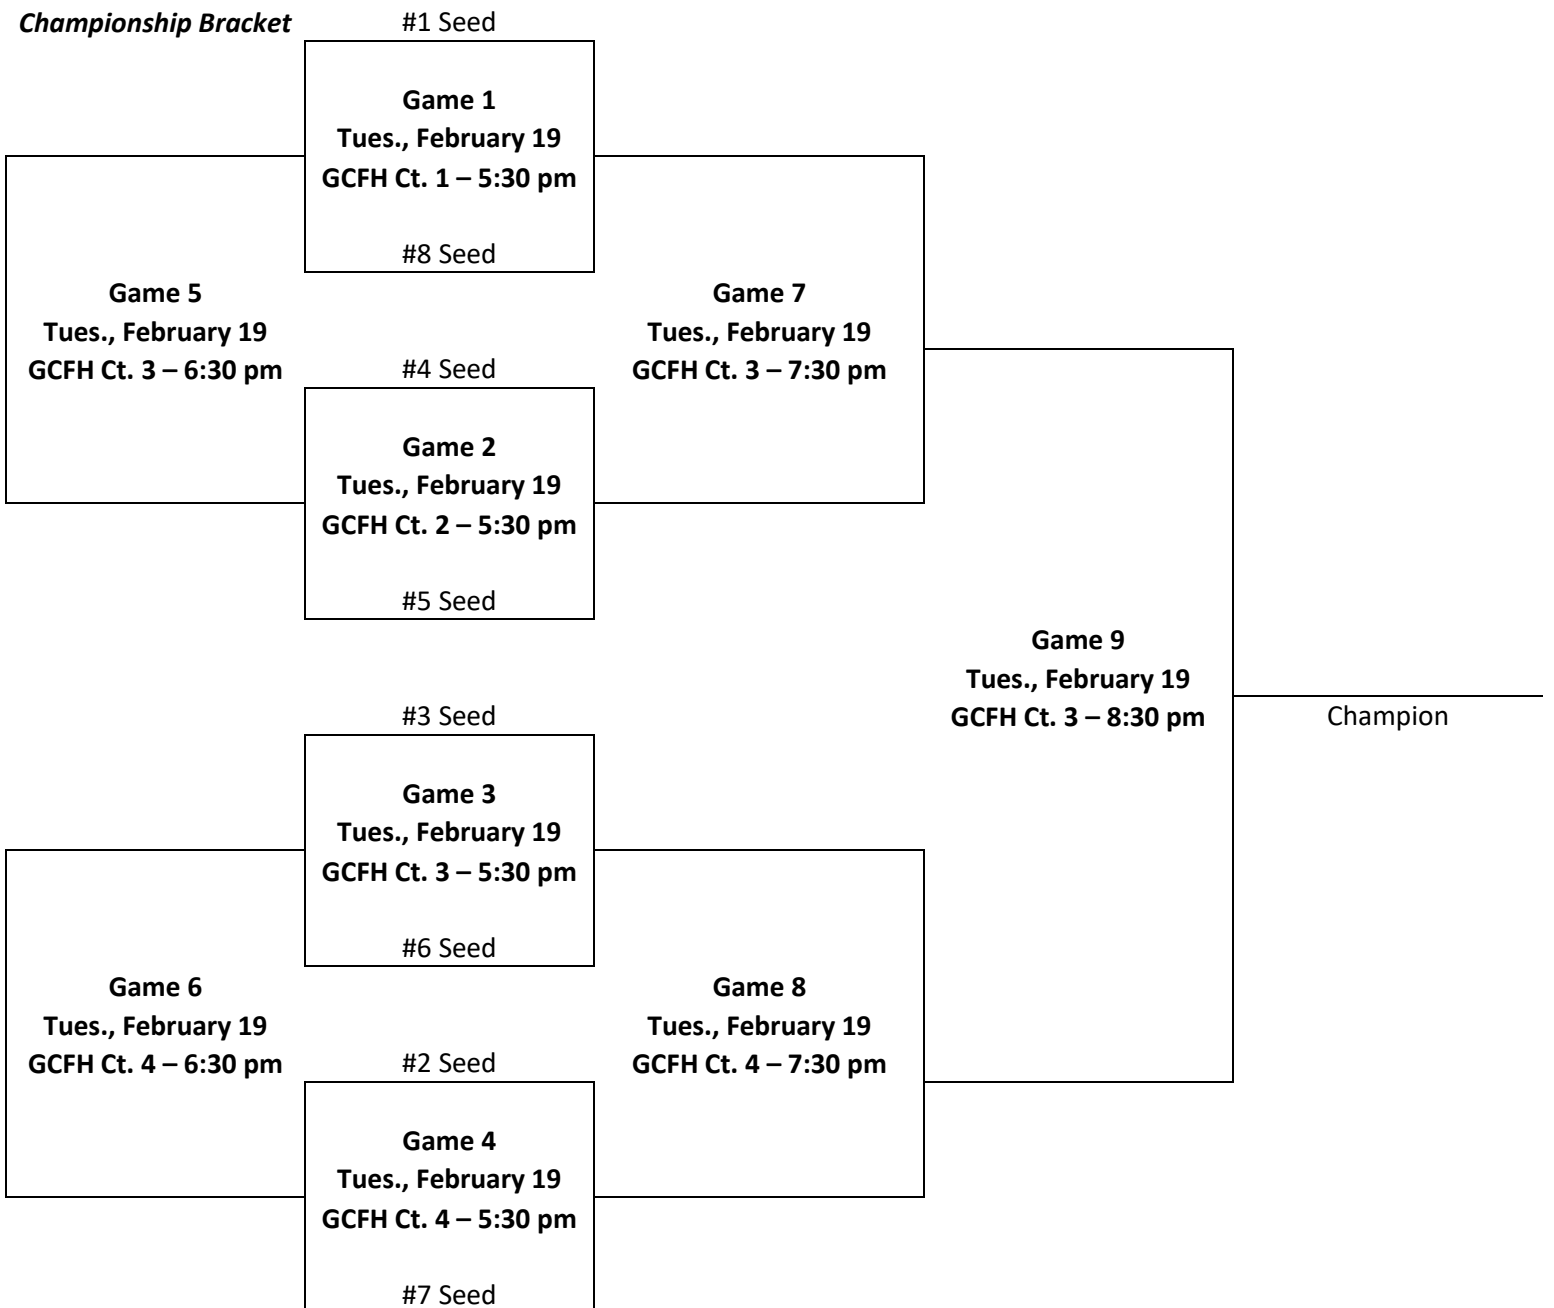 Championship Bracket
#1 Seed
Game 1
Tues., February 19
GCFH Ct. 1 – 5:30 pm
#8 Seed
Game 5
Tues., February 19
GCFH Ct. 3 – 6:30 pm
Game 7
Tues., February 19
GCFH Ct. 3 – 7:30 pm
#4 Seed
Game 2
Tues., February 19
GCFH Ct. 2 – 5:30 pm
#5 Seed
Game 9
Tues., February 19
GCFH Ct. 3 – 8:30 pm
Champion
#3 Seed
Game 3
Tues., February 19
GCFH Ct. 3 – 5:30 pm
#6 Seed
Game 6
Tues., February 19
GCFH Ct. 4 – 6:30 pm
Game 8
Tues., February 19
GCFH Ct. 4 – 7:30 pm
#2 Seed
Game 4
Tues., February 19
GCFH Ct. 4 – 5:30 pm
#7 Seed